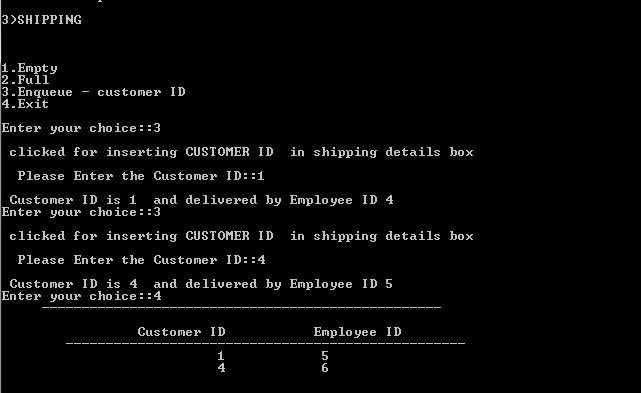 3>SHIPPING
1.Empty
2.Full
3.Enqueue - customer ID
4.Exit
Enter your choice::3
clicked for inserting CUSTOMER ID  in shipping details box
Please Enter the Customer ID::1
Customer ID is 1  and delivered by Employee ID 4
Enter your choice::3
clicked for inserting CUSTOMER ID  in shipping details box
Please Enter the Customer ID::4
Customer ID is 4  and delivered by Employee ID 5
Enter your choice::4
Customer ID Employee ID
1 5
4 6